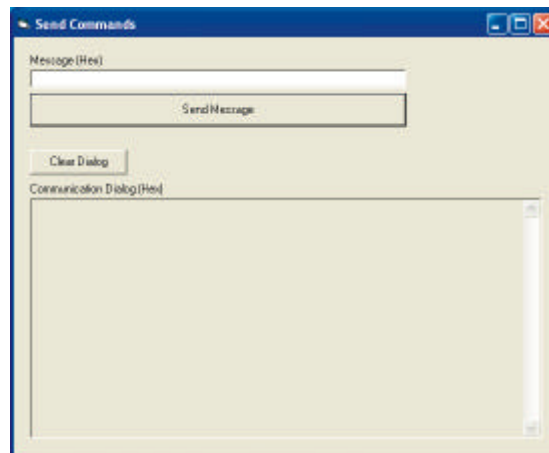 Send Commands
Message (Hex)
Send Message
Clear Dialog
Communication Dialog (Hex)